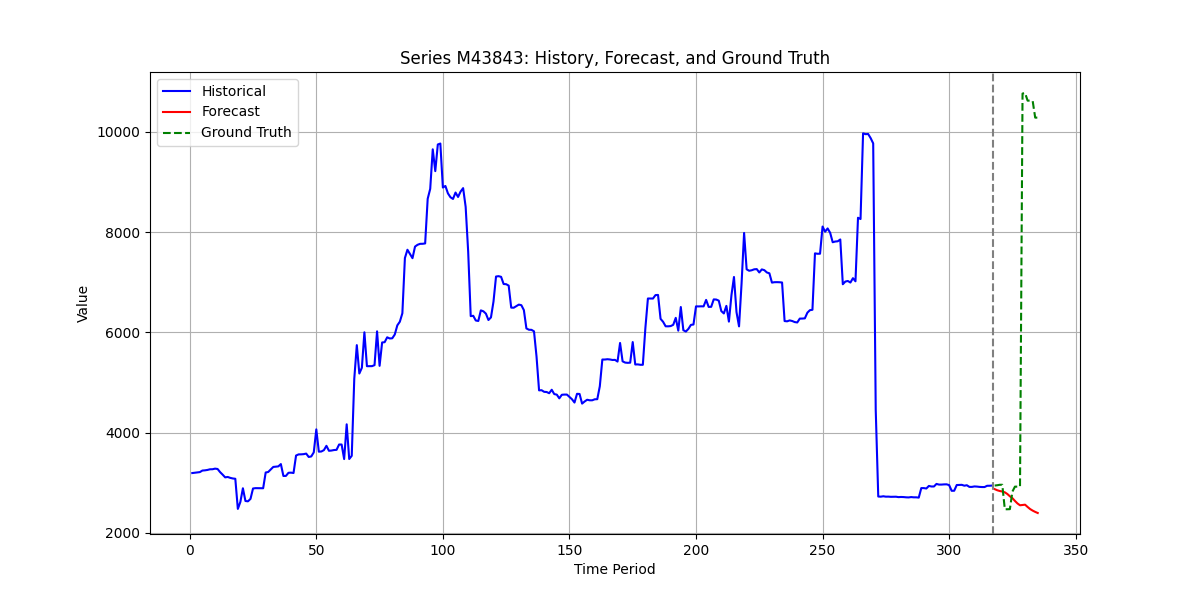 Series M43843: History, Forecast, and Ground Truth
Historical
Forecast
Ground Truth
10000
8000
6000
4000
2000
Value
0 50 100 150 200 250 300 350
Time Period